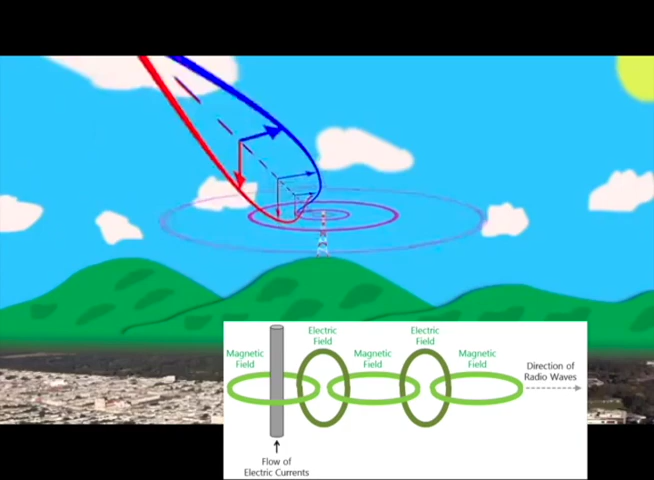 Electric
Field
Electric
Field
Magnetic
Field
Magnetic
Field
Magnetic
Field
Direction of
Radio Waves
Flow of
Electric Currents